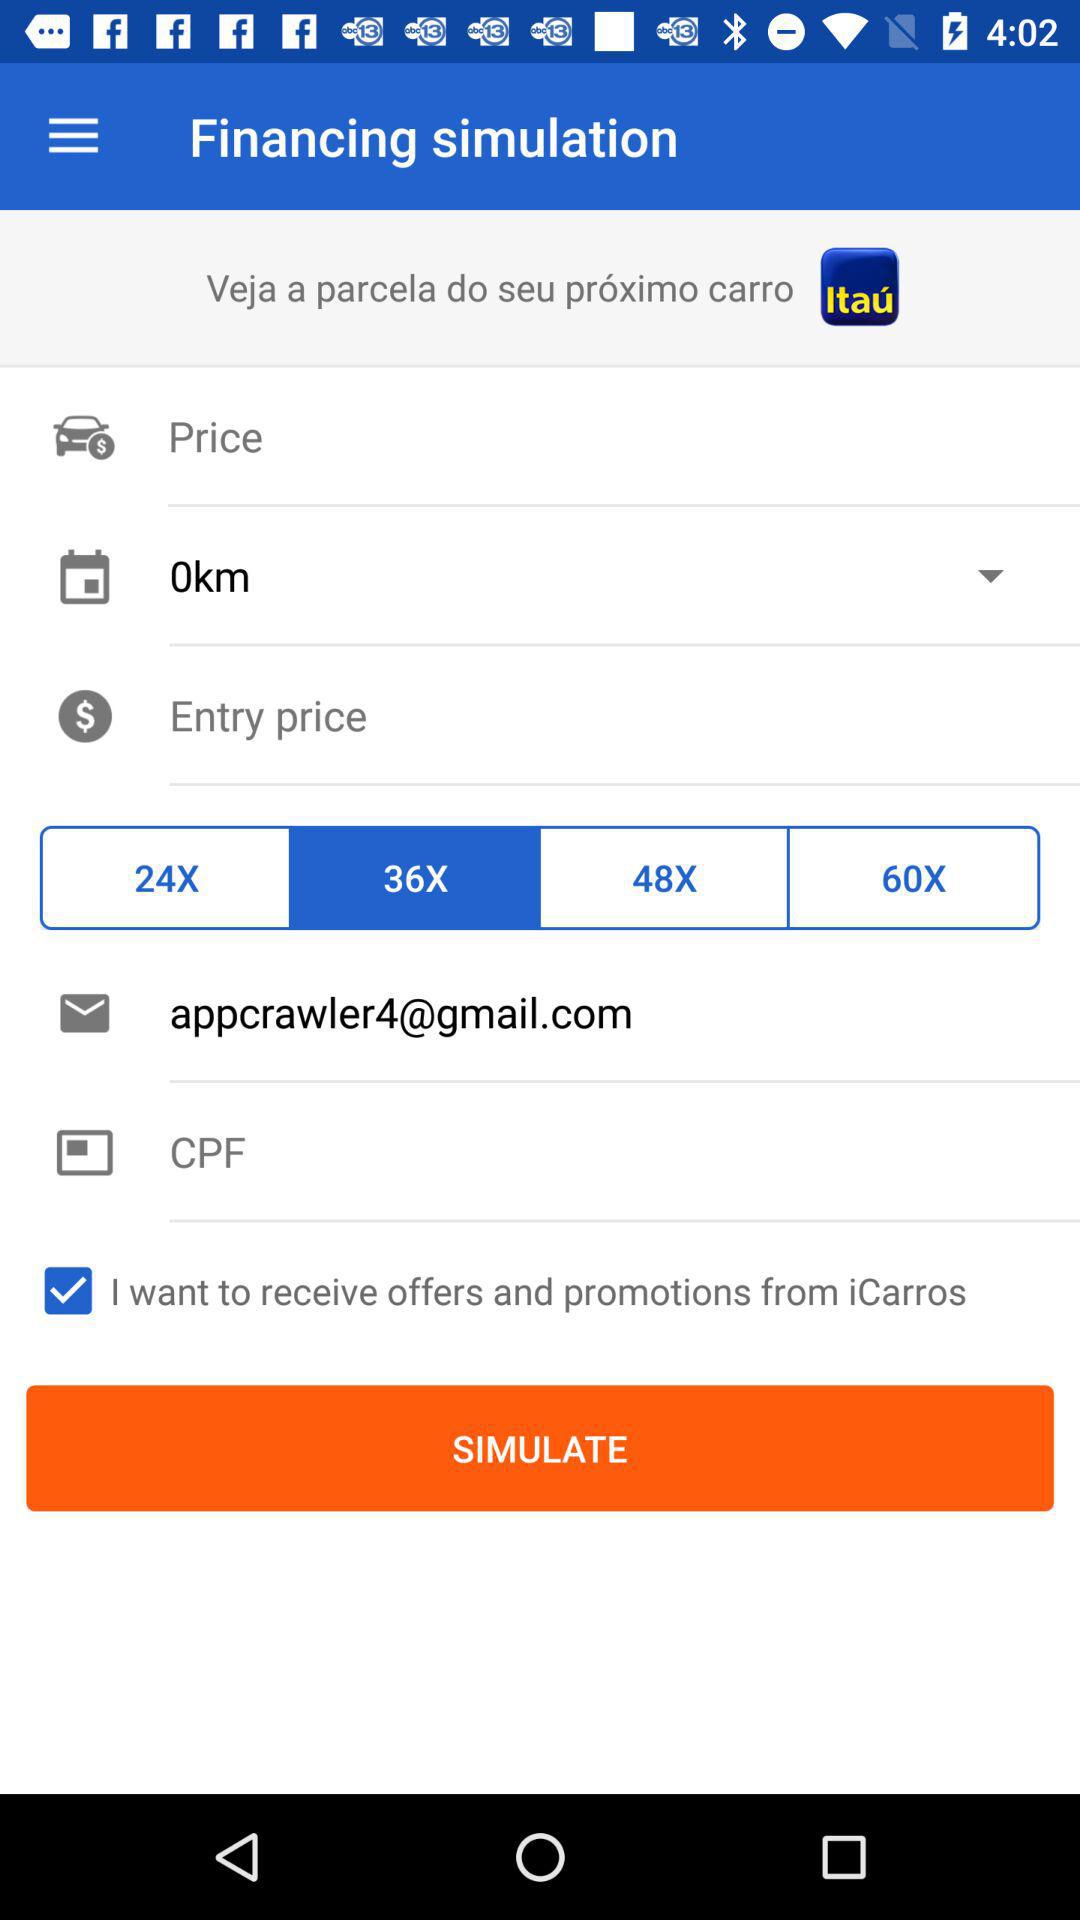 4:02
Financing simulation
Veja a parcela do seu próximo carro Itaú
Price
0km
Entry price
24X 36X 48X 60X
appcrawler4@gmail.com
CPF
I want to receive offers and promotions from iCarros
SIMULATE